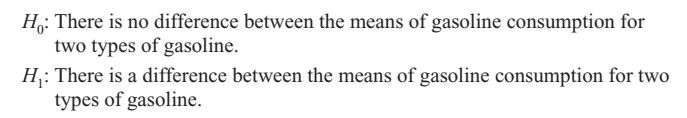 H₀: There is no difference between the means of gasoline consumption for
two types of gasoline.
H₁: There is a difference between the means of gasoline consumption for two
types of gasoline.